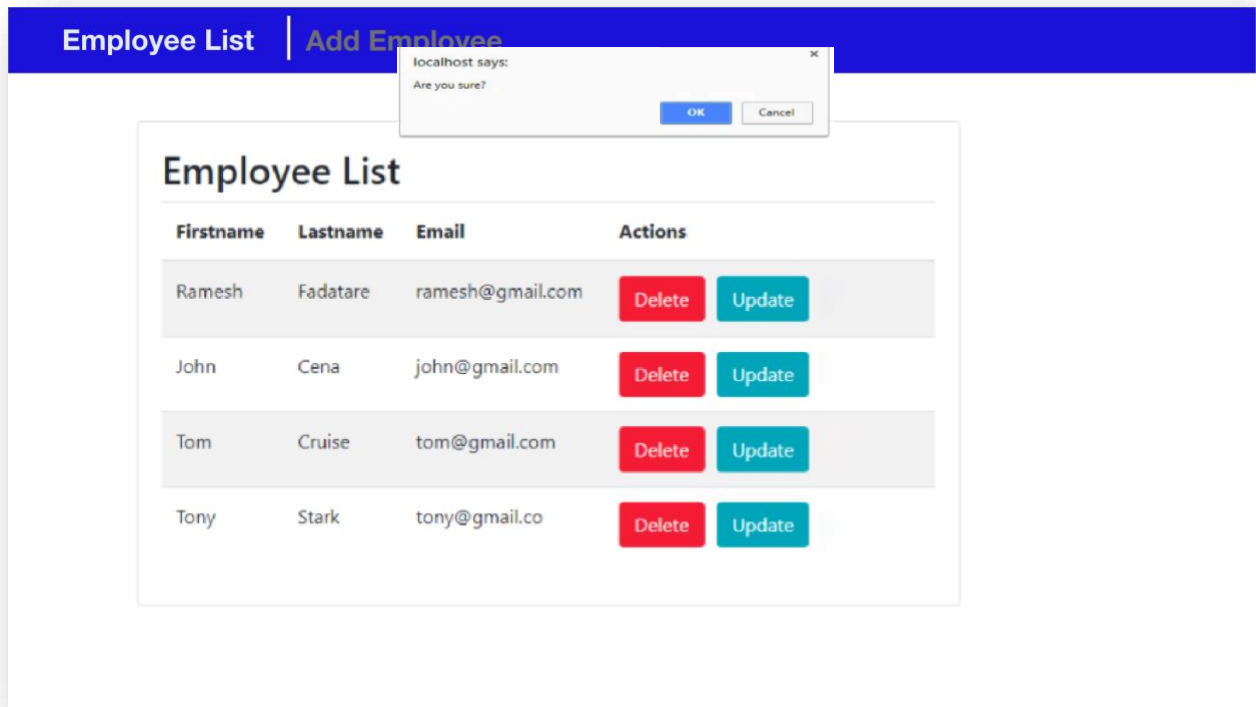 Employee List Add Employee
localhost says:
Are you sure?
OK Cancel
Employee List
Firstname Lastname Email Actions
Ramesh Fadatare ramesh@gmail.com Delete Update
John Cena john@gmail.com Delete Update
Tom Cruise tom@gmail.com Delete Update
Tony Stark tony@gmail.co Delete Update